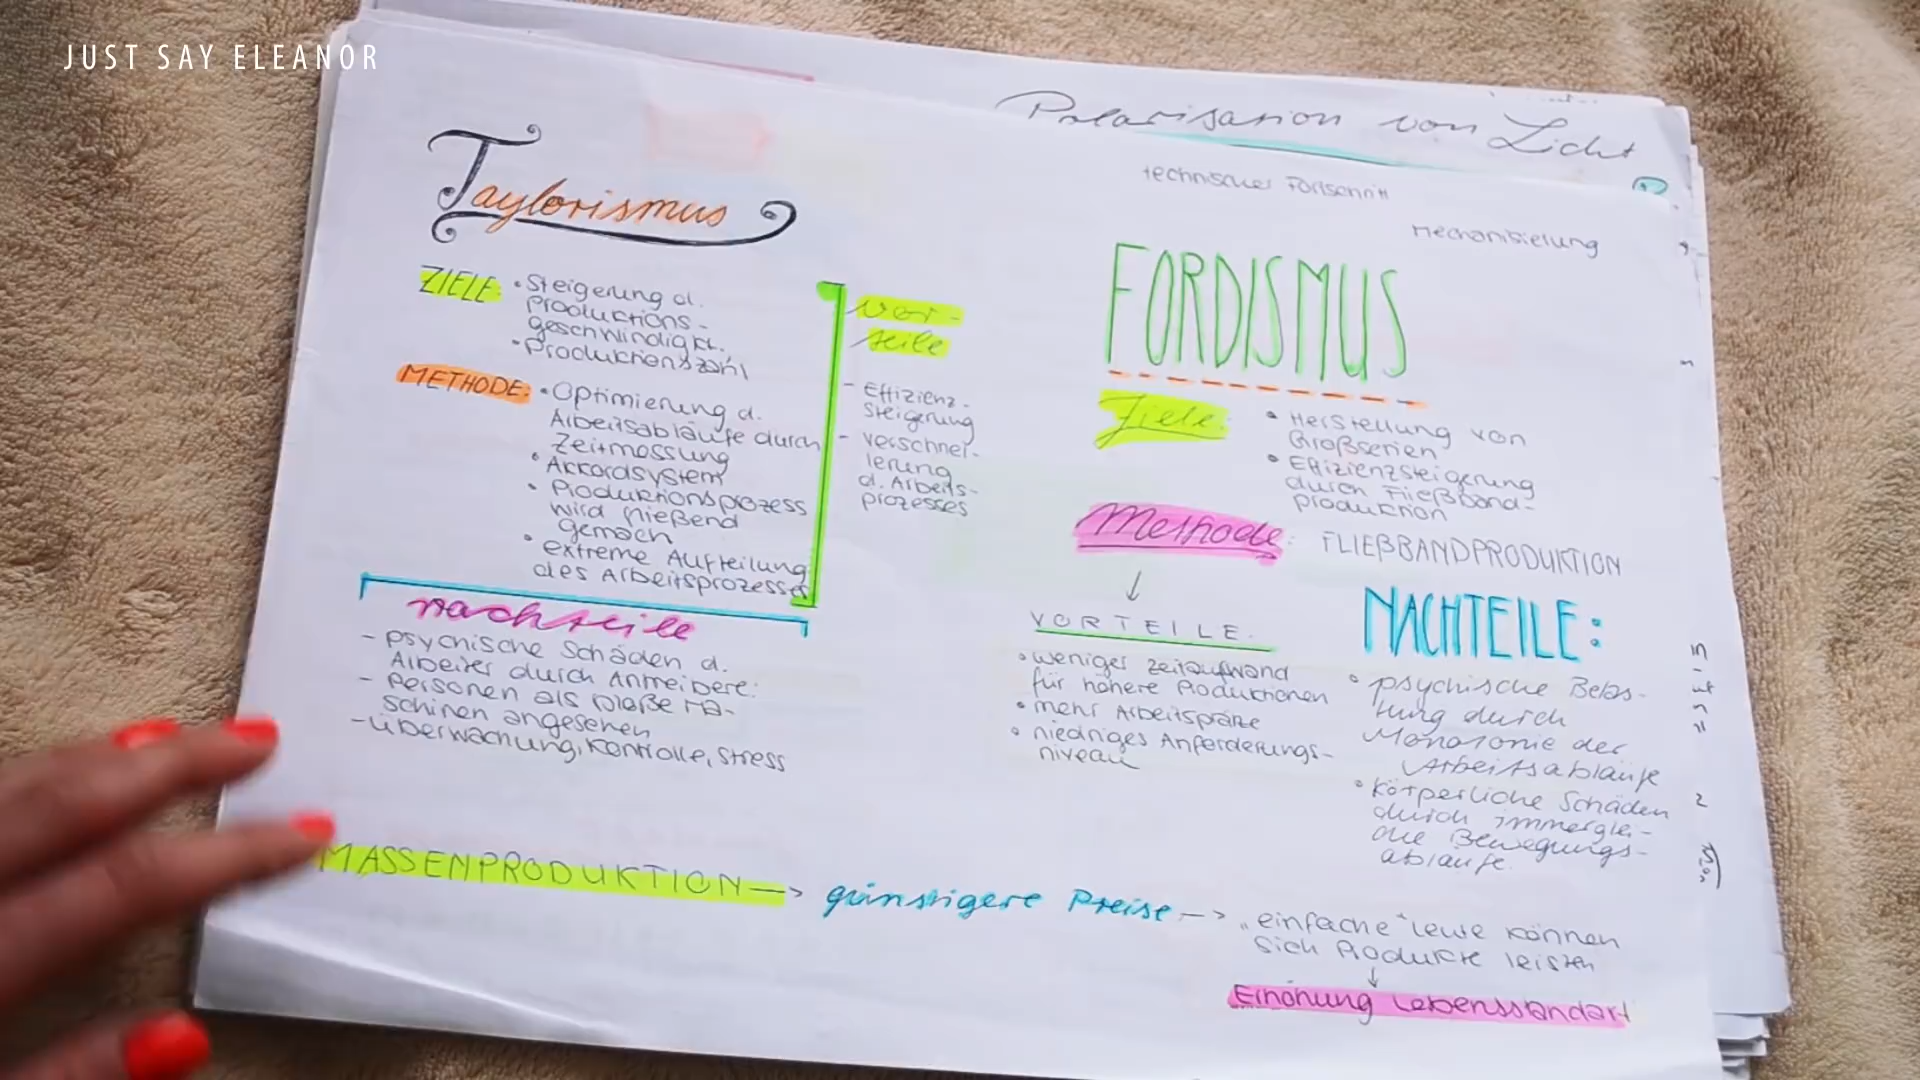 JUST SAY ELEANOR
Polarisation von Licht
technischer Fortschritt
Mechanisierung
Taylorismus
ZIELE:
• Steigerung d.
Produktions-
geschwindigkt.
• Produktionszahl
METHODE:
• Optimierung d.
Arbeitsabläufe durch
Zeitmessung
• Akkordsystem
• Produktionsprozess
wird fließend
gemach
• extreme Aufteilung
des Arbeitsprozesses
Vor-
teile
- Effizienz-
steigerung
- verschnel-
lerung
d. Arbeits-
prozesses
nachteile
- psychische Schäden d.
Arbeiter durch Antreiberei
- Personen als bloße Ma-
schinen angesehen
- Überwachung, Kontrolle, Stress
FORDISMUS
Ziele:
• Herstellung von
Großserien
• Effizienzsteigerung
durch Fließband-
produktion
Methode: FLIEßBANDPRODUKTION
↓
VORTEILE:
• weniger Zeitaufwand
für höhere Produktionen
• mehr Arbeitsplätze
• niedriges Anforderungs-
niveau
NACHTEILE:
• psychische Belas-
tung durch
Monotonie der
Arbeitsabläufe
• körperliche Schäden
durch immerglei-
che Bewegungs-
abläufe.
MASSENPRODUKTION → günstigere Preise → „einfache" Leute können
sich Produkte leisten
↓
Erhöhung Lebensstandart